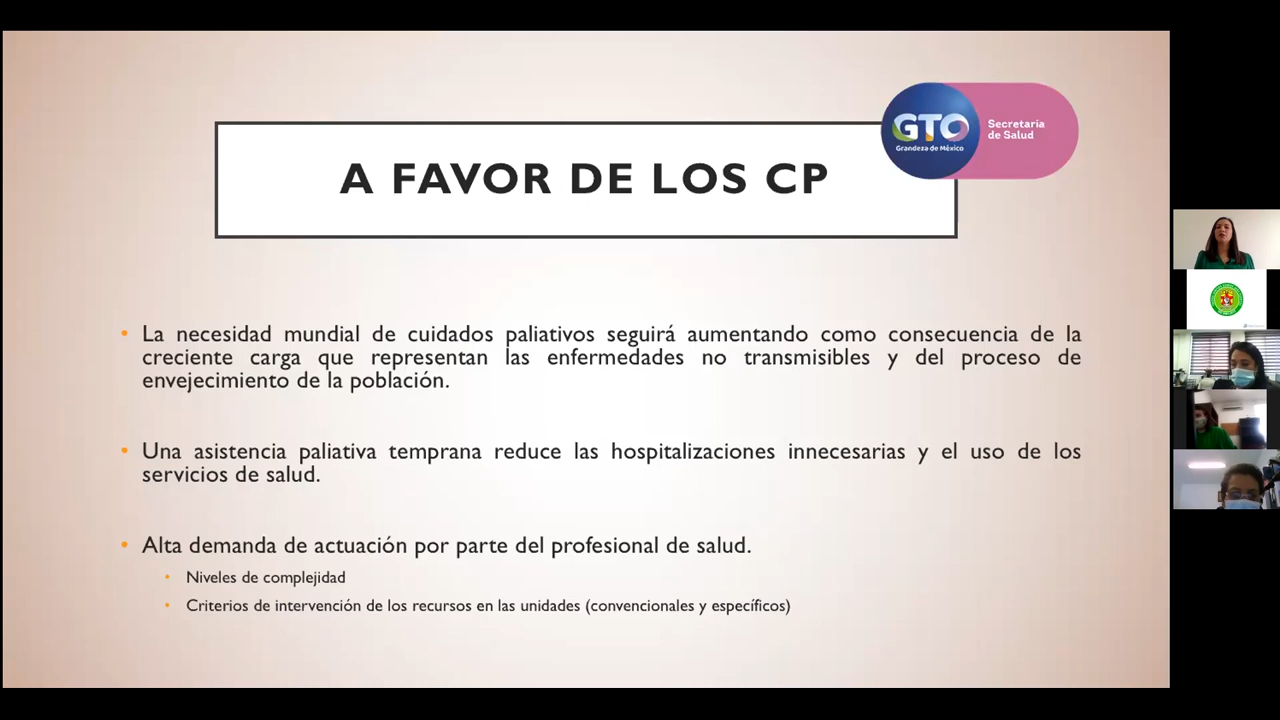 GTO
Grandeza de México
Secretaría
de Salud
A FAVOR DE LOS CP
• La necesidad mundial de cuidados paliativos seguirá aumentando como consecuencia de la
creciente carga que representan las enfermedades no transmisibles y del proceso de
envejecimiento de la población.
• Una asistencia paliativa temprana reduce las hospitalizaciones innecesarias y el uso de los
servicios de salud.
• Alta demanda de actuación por parte del profesional de salud.
• Niveles de complejidad
• Criterios de intervención de los recursos en las unidades (convencionales y específicos)